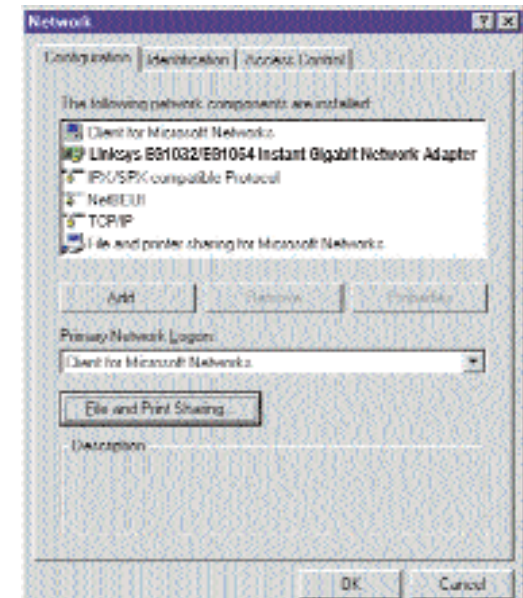 Network
Configuration Identification Access Control
The following network components are installed:
Client for Microsoft Networks
Linksys EG1032/EG1064 Instant Gigabit Network Adapter
IPX/SPX-compatible Protocol
NetBEUI
TCP/IP
File and printer sharing for Microsoft Networks
Add Remove Properties
Primary Network Logon:
Client for Microsoft Networks
File and Print Sharing...
Description
OK Cancel